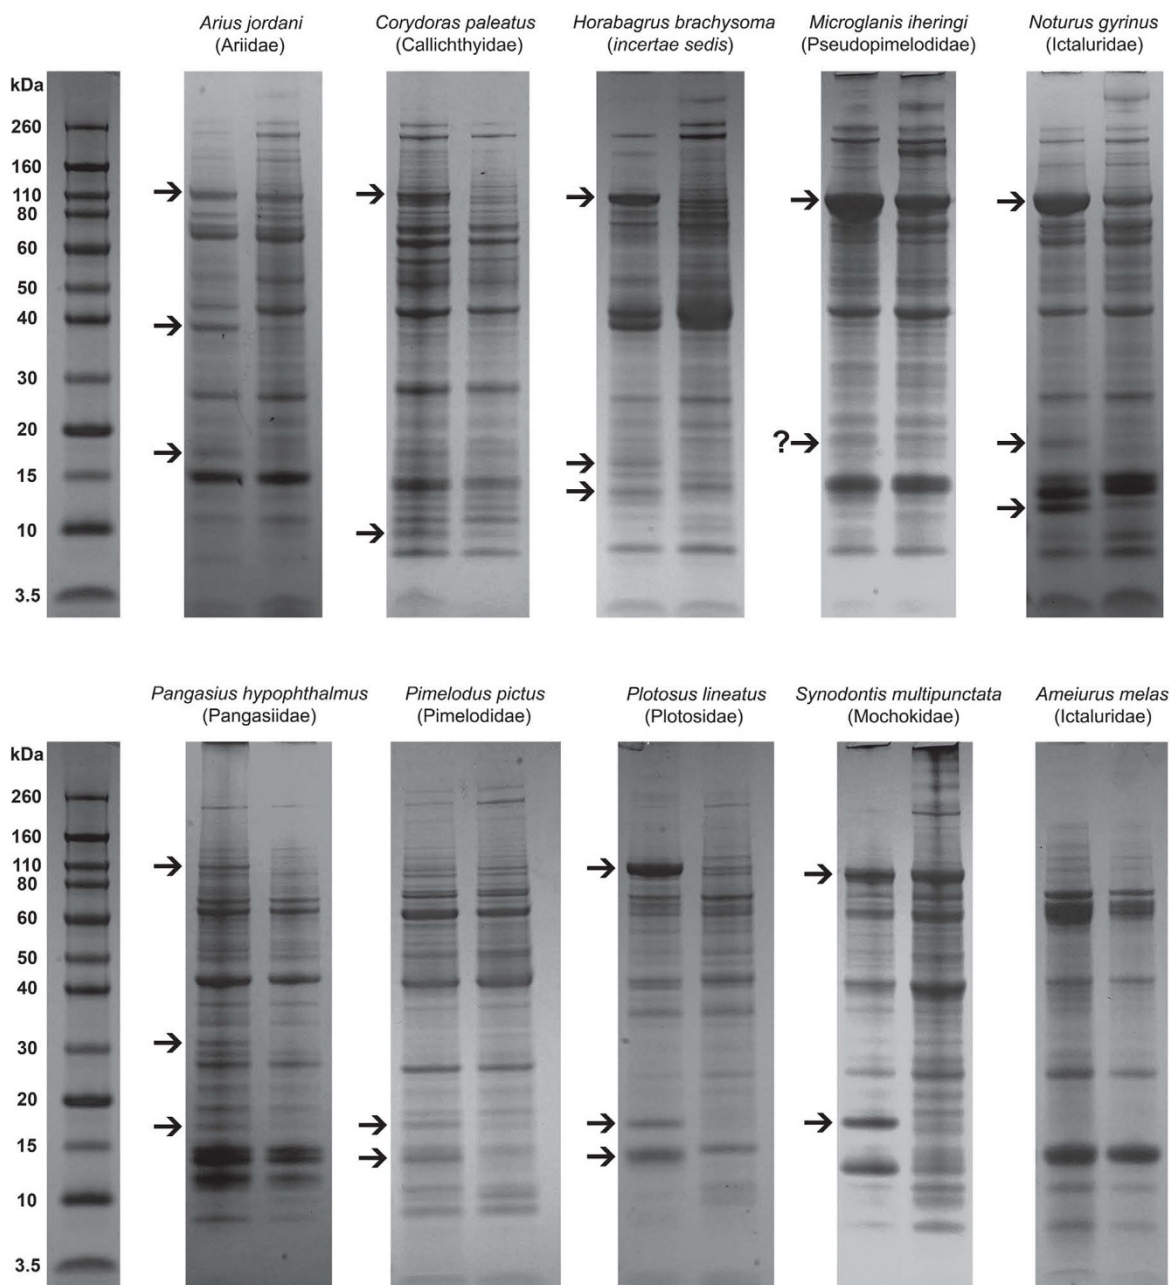 Arius jordani
(Ariidae)
Corydoras paleatus
(Callichthyidae)
Horabagrus brachysoma
(incertae sedis)
Microglanis iheringi
(Pseudopimelodidae)
Noturus gyrinus
(Ictaluridae)
kDa
260
160
110
80
60
50
40
30
20
?
15
10
3.5
Pangasius hypophthalmus
(Pangasiidae)
Pimelodus pictus
(Pimelodidae)
Plotosus lineatus
(Plotosidae)
Synodontis multipunctata
(Mochokidae)
Ameiurus melas
(Ictaluridae)
kDa
260
160
110
80
60
50
40
30
20
15
10
3.5